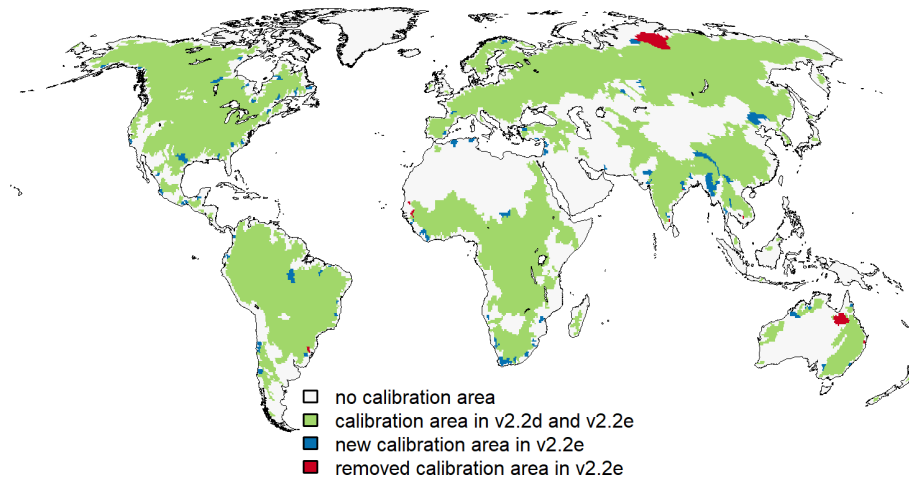 no calibration area
calibration area in v2.2d and v2.2e
new calibration area in v2.2e
removed calibration area in v2.2e